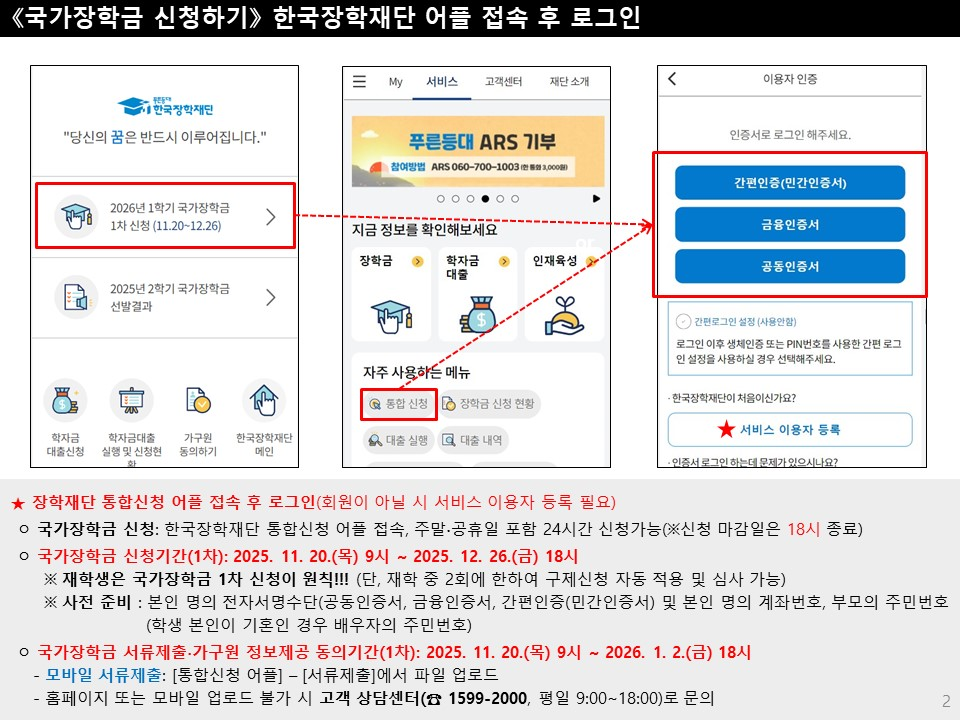 《국가장학금 신청하기》 한국장학재단 어플 접속 후 로그인
푸른등대
한국장학재단
"당신의 꿈은 반드시 이루어집니다."
2026년 1학기 국가장학금
1차 신청 (11.20~12.26)
2025년 2학기 국가장학금
선발결과
학자금
대출신청
학자금대출
실행 및 신청현
황
가구원
동의하기
한국장학재단
메인
My
서비스
고객센터
재단 소개
푸른등대 ARS 기부
참여방법 ARS 060-700-1003 (한 통화 3,000원)
지금 정보를 확인해보세요
or
장학금
학자금
대출
인재육성
자주 사용하는 메뉴
통합 신청
장학금 신청 현황
대출 실행
대출 내역
이용자 인증
인증서로 로그인 해주세요.
간편인증(민간인증서)
금융인증서
공동인증서
간편로그인 설정 (사용안함)
로그인 이후 생체인증 또는 PIN번호를 사용한 간편 로그
인 설정을 사용하실 경우 선택해주세요.
· 한국장학재단이 처음이신가요?
★ 서비스 이용자 등록
· 인증서 로그인 하는데 문제가 있으시나요?
★ 장학재단 통합신청 어플 접속 후 로그인(회원이 아닐 시 서비스 이용자 등록 필요)
ㅇ 국가장학금 신청: 한국장학재단 통합신청 어플 접속, 주말·공휴일 포함 24시간 신청가능(※신청 마감일은 18시 종료)
ㅇ 국가장학금 신청기간(1차): 2025. 11. 20.(목) 9시 ~ 2025. 12. 26.(금) 18시
※ 재학생은 국가장학금 1차 신청이 원칙!!! (단, 재학 중 2회에 한하여 구제신청 자동 적용 및 심사 가능)
※ 사전 준비 : 본인 명의 전자서명수단(공동인증서, 금융인증서, 간편인증(민간인증서) 및 본인 명의 계좌번호, 부모의 주민번호
(학생 본인이 기혼인 경우 배우자의 주민번호)
ㅇ 국가장학금 서류제출·가구원 정보제공 동의기간(1차): 2025. 11. 20.(목) 9시 ~ 2026. 1. 2.(금) 18시
- 모바일 서류제출: [통합신청 어플] – [서류제출]에서 파일 업로드
- 홈페이지 또는 모바일 업로드 불가 시 고객 상담센터(☎ 1599-2000, 평일 9:00~18:00)로 문의
2